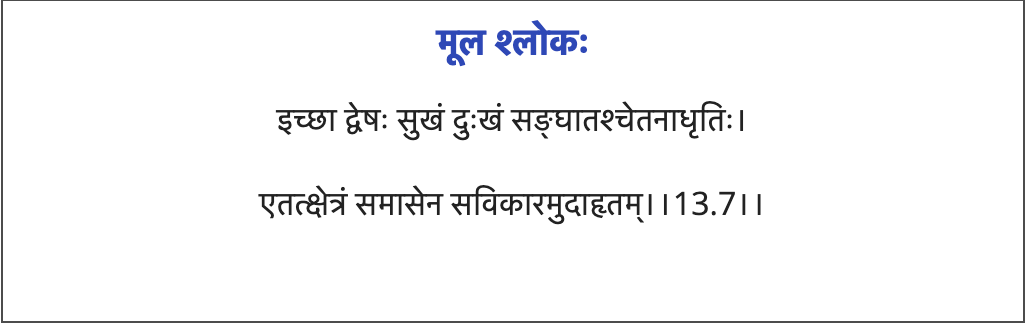 मूल श्लोकः
इच्छा द्वेषः सुखं दुःखं सङ्घातश्चेतनाधृतिः।
एतत्क्षेत्रं समासेन सविकारमुदाहृतम्।।13.7।।